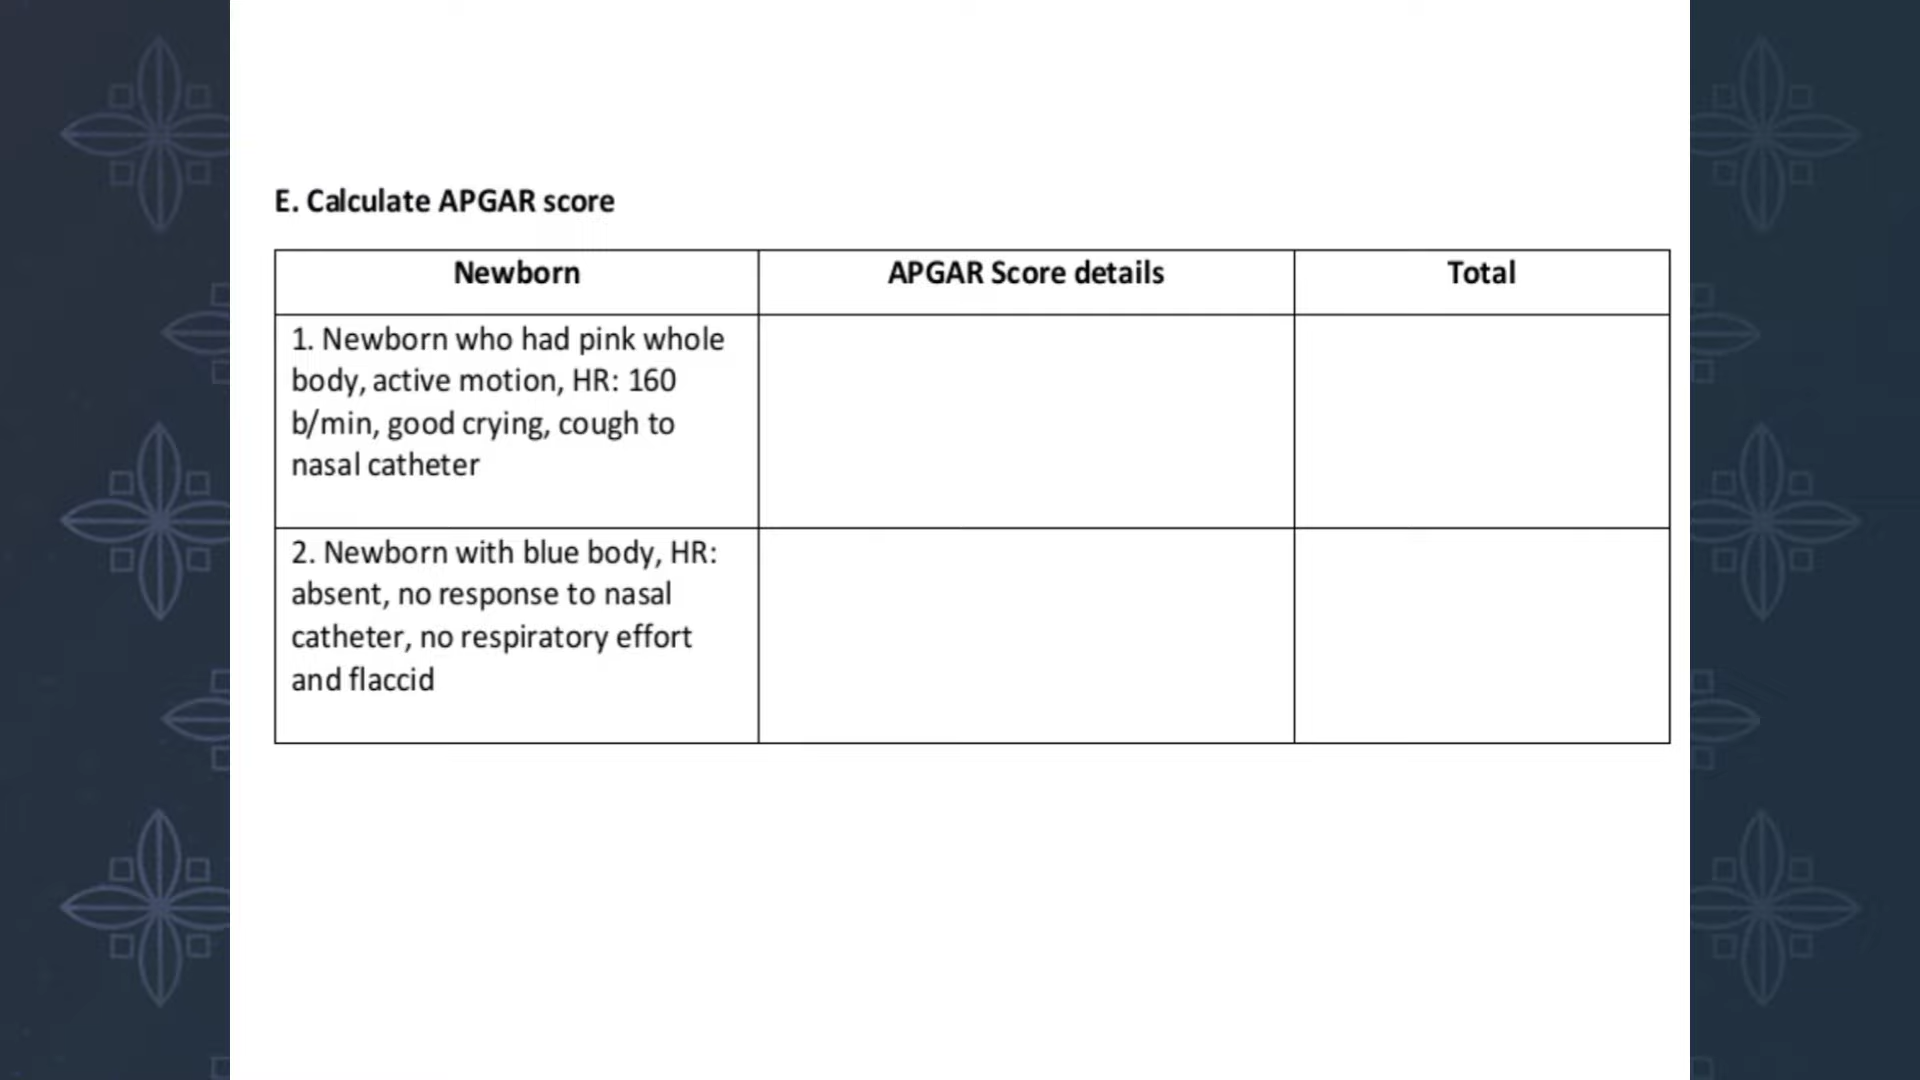 E. Calculate APGAR score
Newborn
APGAR Score details
Total
1. Newborn who had pink whole
body, active motion, HR: 160
b/min, good crying, cough to
nasal catheter
2. Newborn with blue body, HR:
absent, no response to nasal
catheter, no respiratory effort
and flaccid